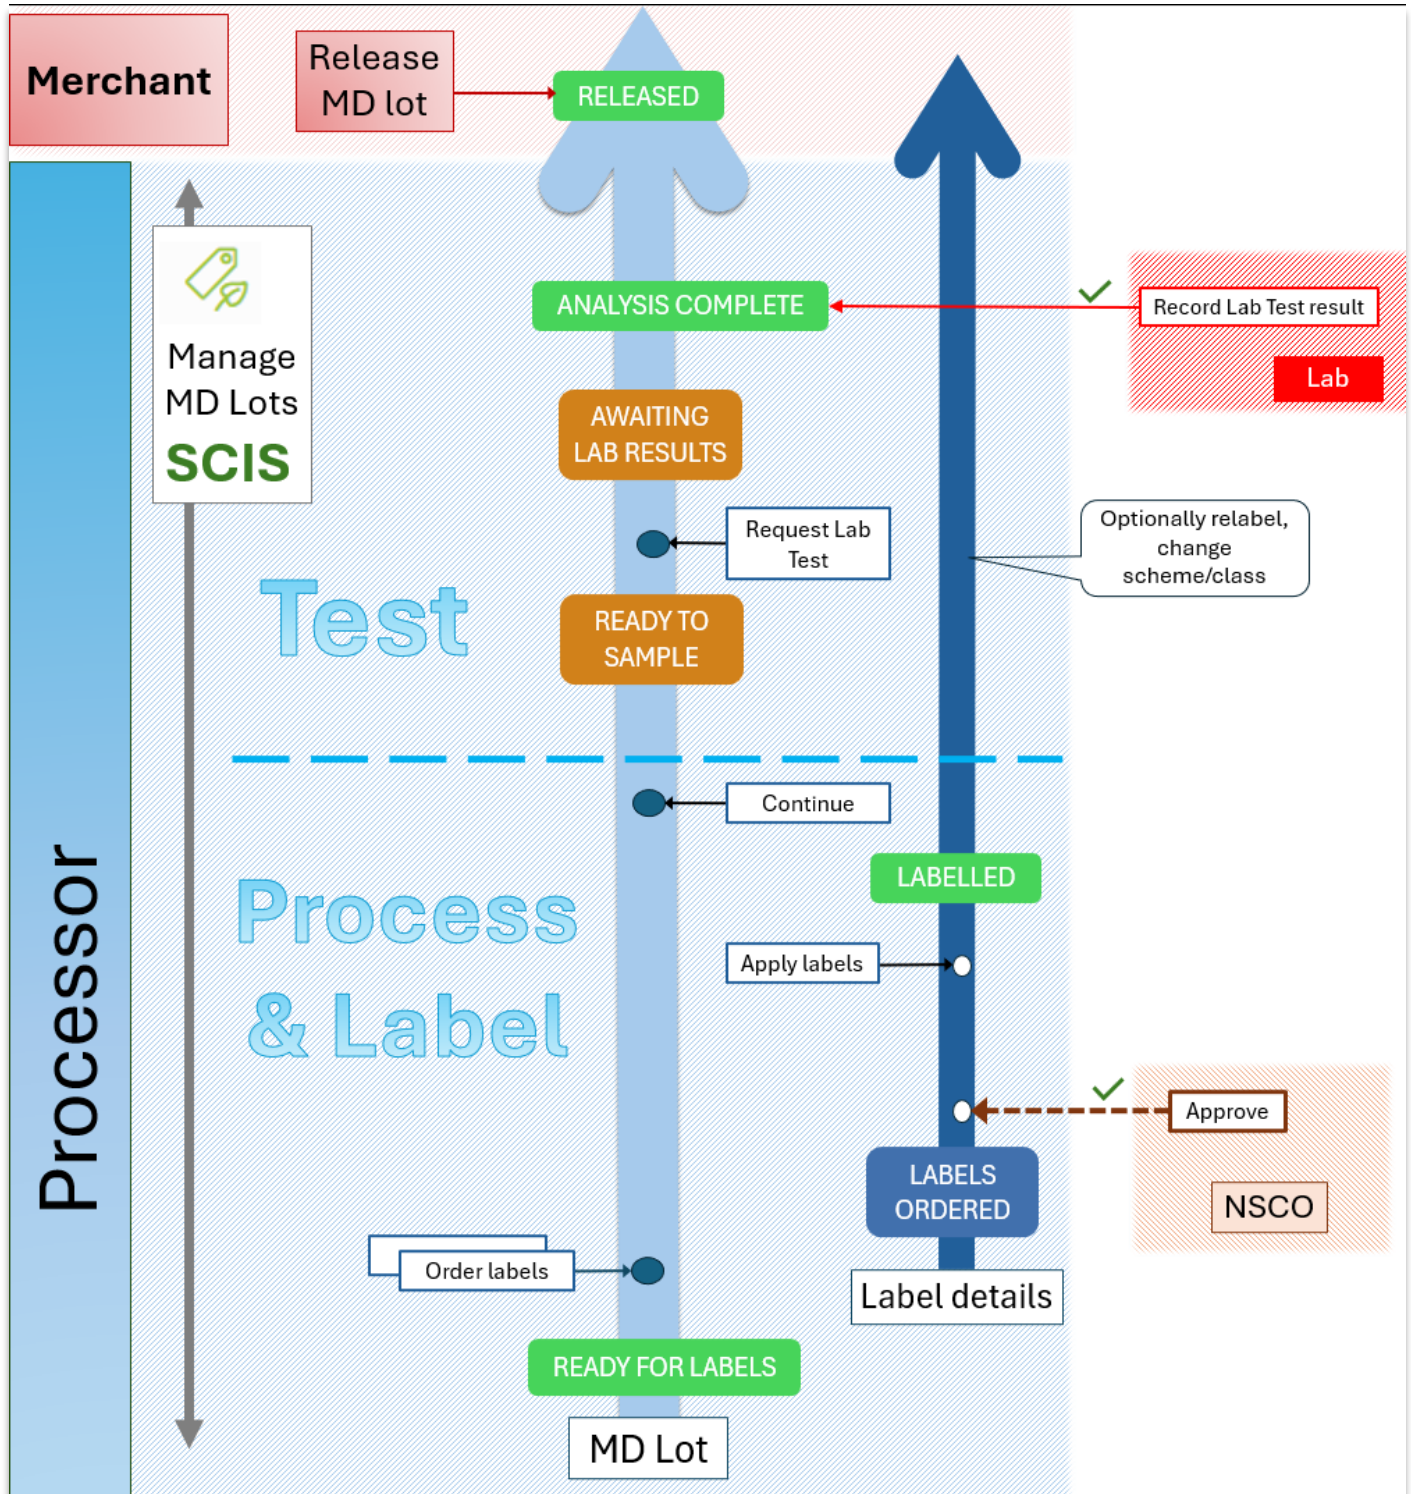 Merchant
Release
MD lot
RELEASED
Manage
MD Lots
SCIS
ANALYSIS COMPLETE
Record Lab Test result
Lab
AWAITING
LAB RESULTS
Request Lab
Test
Optionally relabel,
change
scheme/class
Test
READY TO
SAMPLE
Continue
Processor
Process
& Label
LABELLED
Apply labels
Approve
NSCO
LABELS
ORDERED
Order labels
Label details
READY FOR LABELS
MD Lot